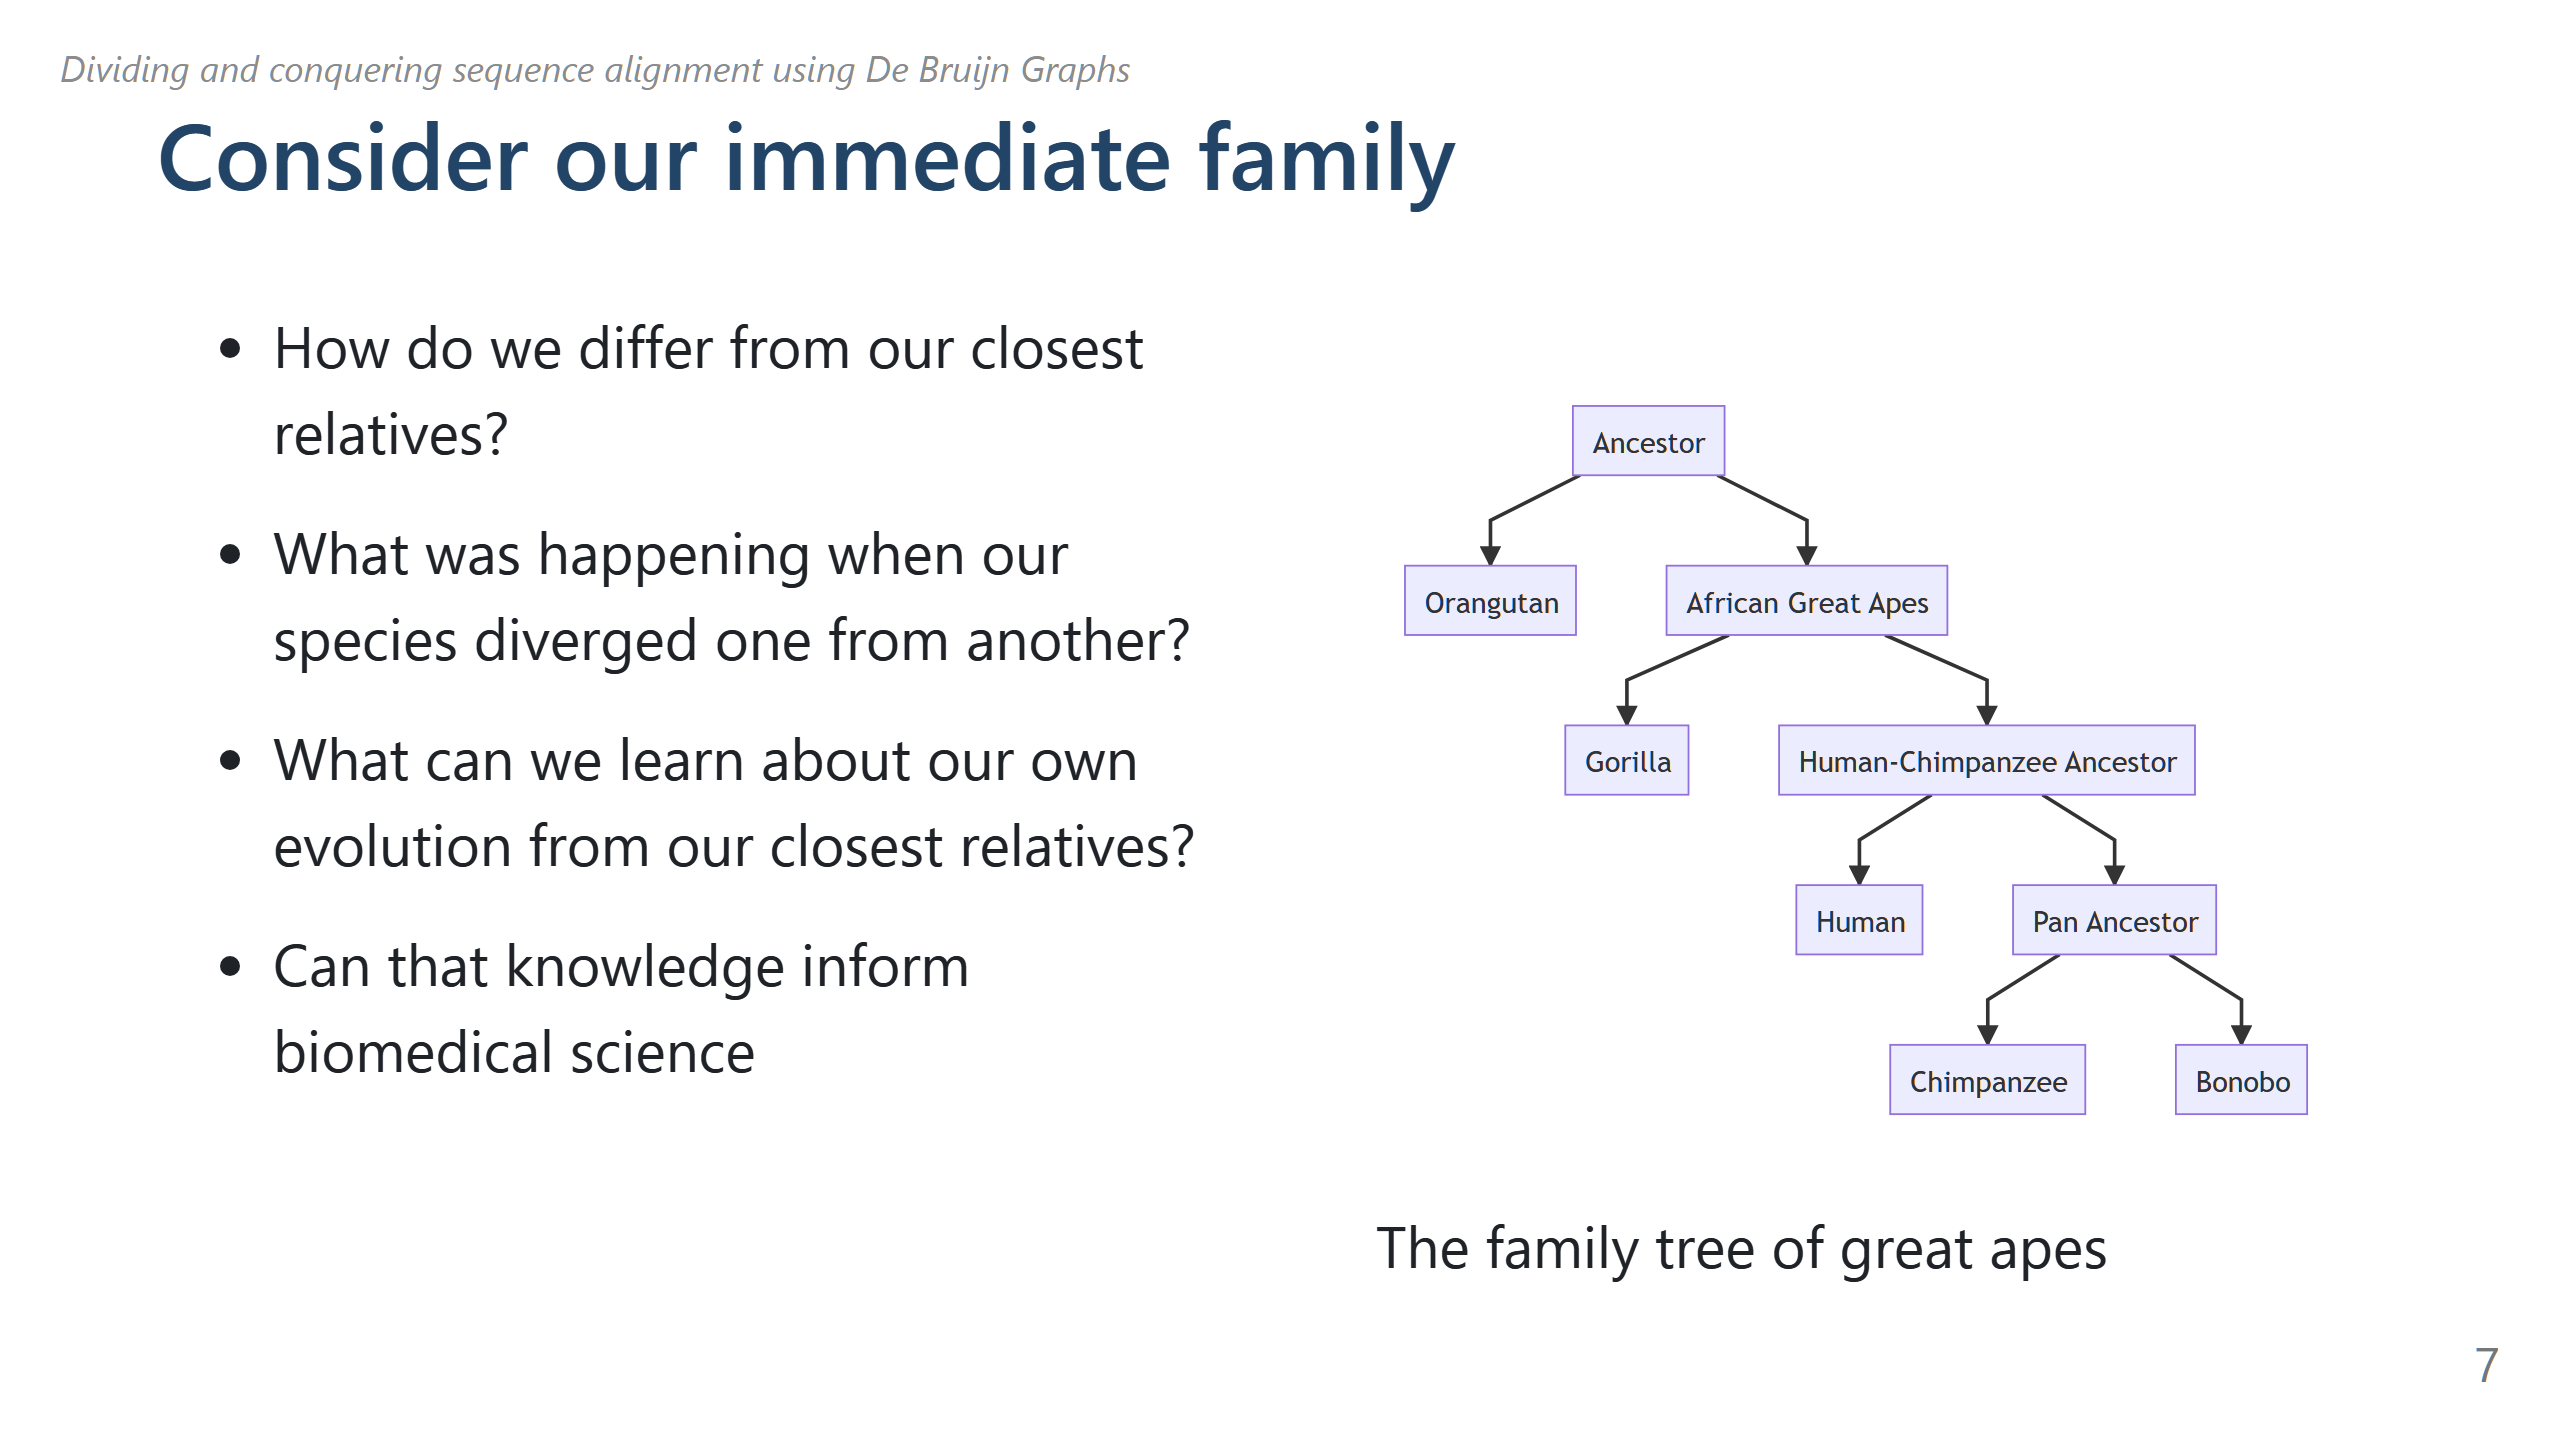 Dividing and conquering sequence alignment using De Bruijn Graphs
Consider our immediate family
• How do we differ from our closest
relatives?
• What was happening when our
species diverged one from another?
• What can we learn about our own
evolution from our closest relatives?
• Can that knowledge inform
biomedical science
Ancestor
Orangutan
African Great Apes
Gorilla
Human-Chimpanzee Ancestor
Human
Pan Ancestor
Chimpanzee
Bonobo
The family tree of great apes
7